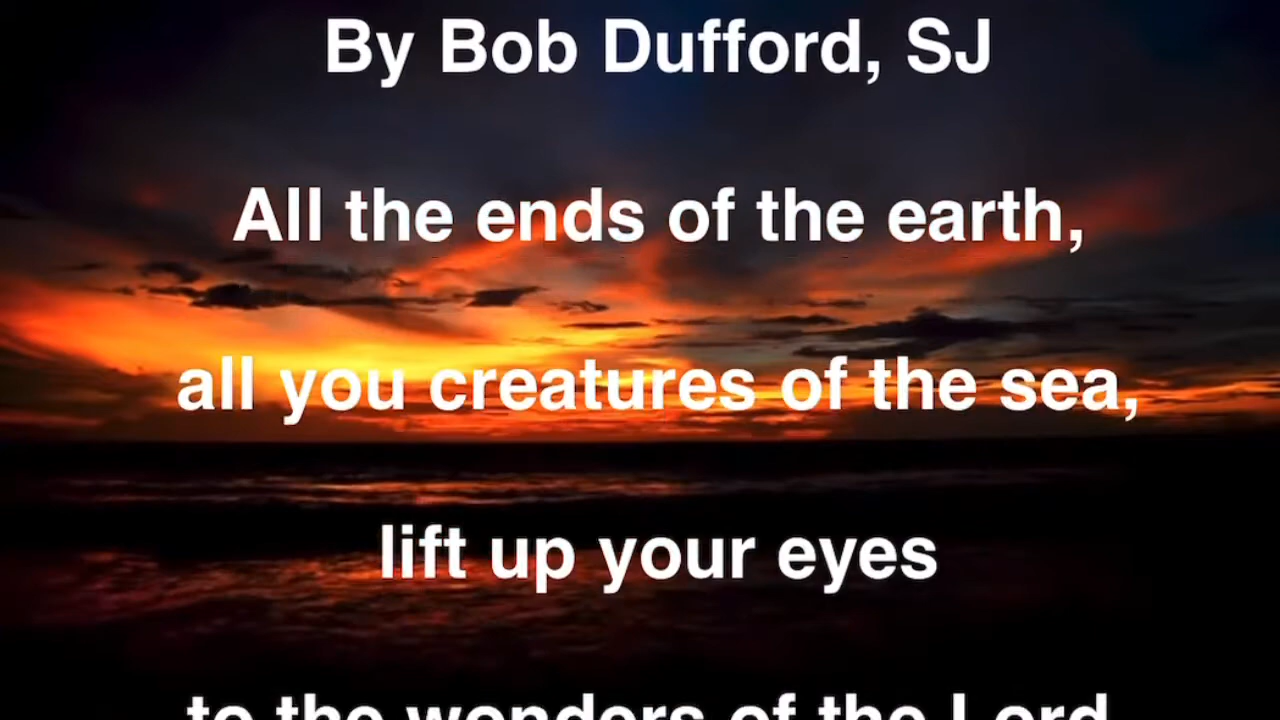 By Bob Dufford, SJ
All the ends of the earth,
all you creatures of the sea,
lift up your eyes
to the wonders of the Lord